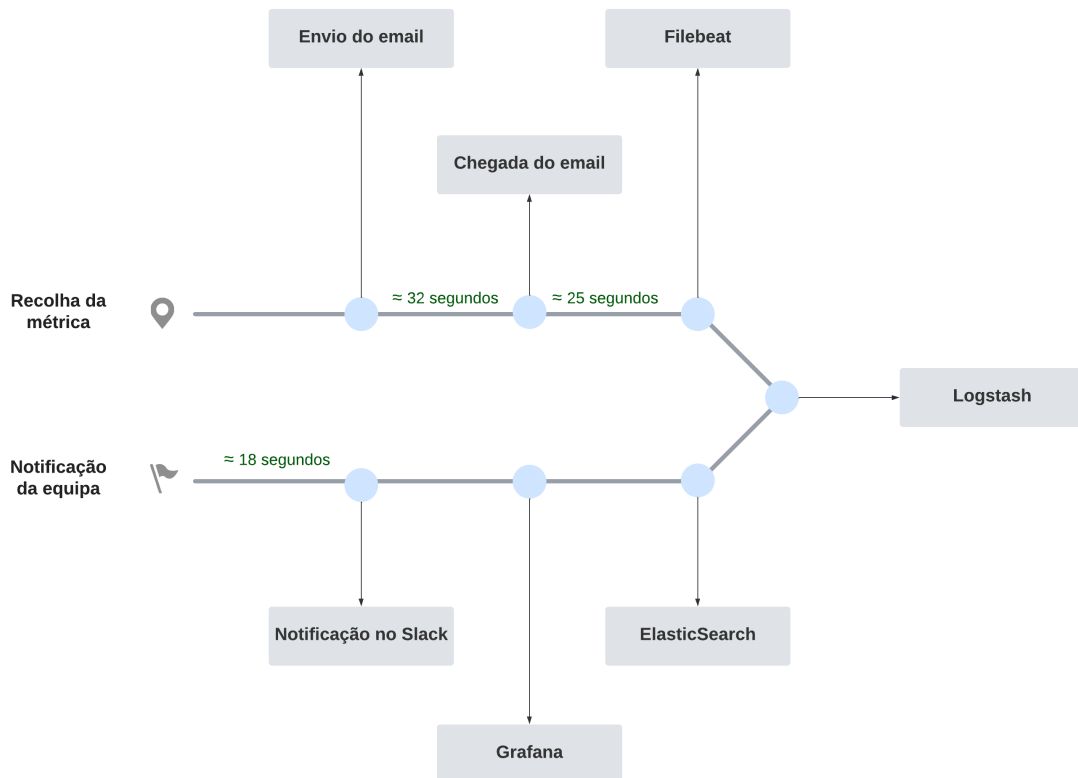 Envio do email
Filebeat
Chegada do email
Recolha da
métrica
≈ 32 segundos
≈ 25 segundos
Logstash
Notificação
da equipa
≈ 18 segundos
Notificação no Slack
ElasticSearch
Grafana